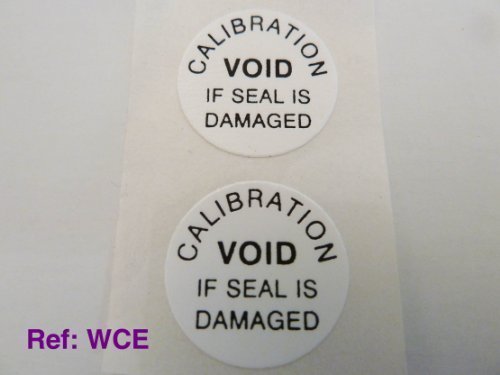 CALIBRATION
VOID
IF SEAL IS
DAMAGED
CALIBRATION
VOID
IF SEAL IS
DAMAGED
Ref: WCE